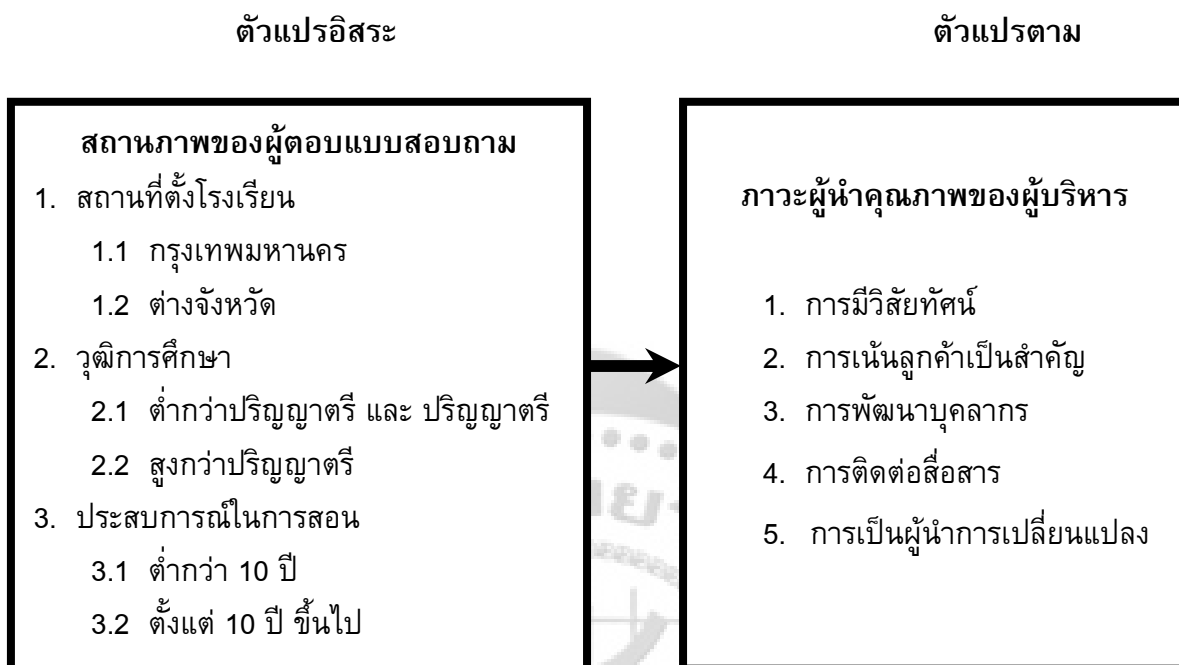 ตัวแปรอิสระ
ตัวแปรตาม
สถานภาพของผู้ตอบแบบสอบถาม
1. สถานที่ตั้งโรงเรียน
1.1 กรุงเทพมหานคร
1.2 ต่างจังหวัด
2. วุฒิการศึกษา
2.1 ต่ำกว่าปริญญาตรี และ ปริญญาตรี
2.2 สูงกว่าปริญญาตรี
3. ประสบการณ์ในการสอน
3.1 ต่ำกว่า 10 ปี
3.2 ตั้งแต่ 10 ปี ขึ้นไป
ภาวะผู้นำคุณภาพของผู้บริหาร
1. การมีวิสัยทัศน์
2. การเน้นลูกค้าเป็นสำคัญ
3. การพัฒนาบุคลากร
4. การติดต่อสื่อสาร
5. การเป็นผู้นำการเปลี่ยนแปลง